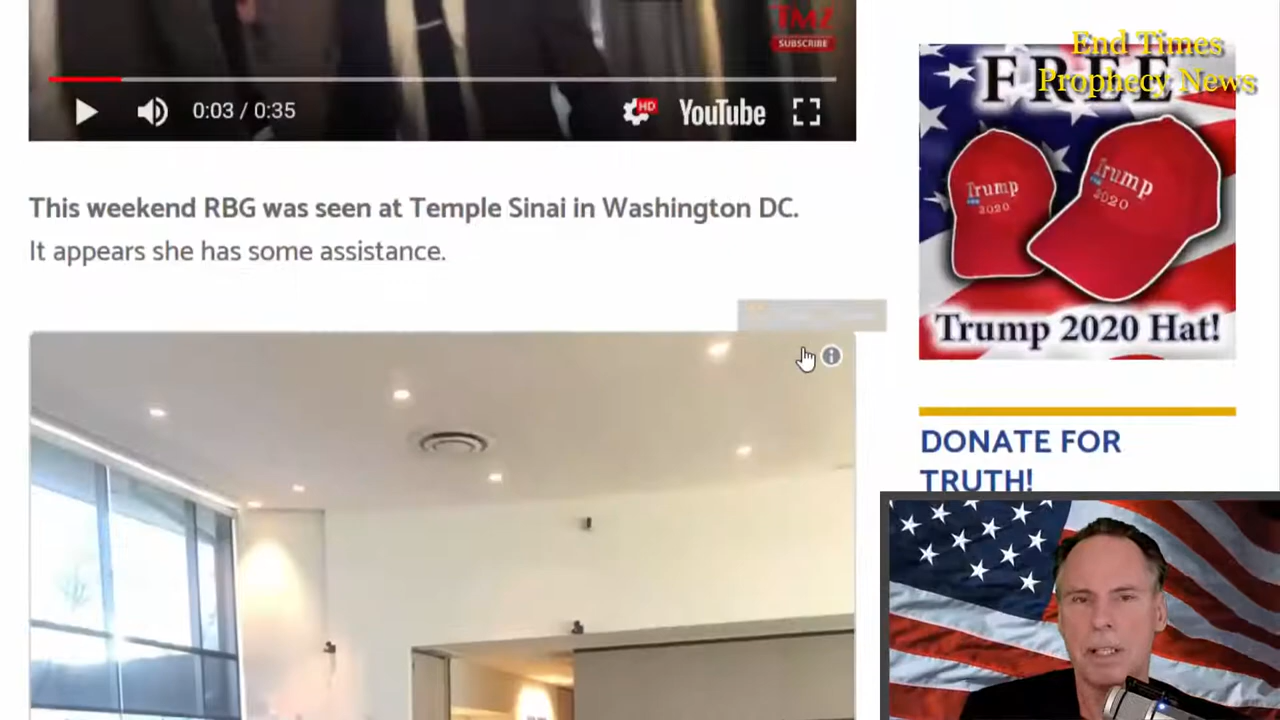 TMZ
SUBSCRIBE
0:03 / 0:35
HD
YouTube
This weekend RBG was seen at Temple Sinai in Washington DC.
It appears she has some assistance.
End Times
Prophecy News
FREE
Trump
2020
Trump
2020
Trump 2020 Hat!
DONATE FOR
TRUTH!